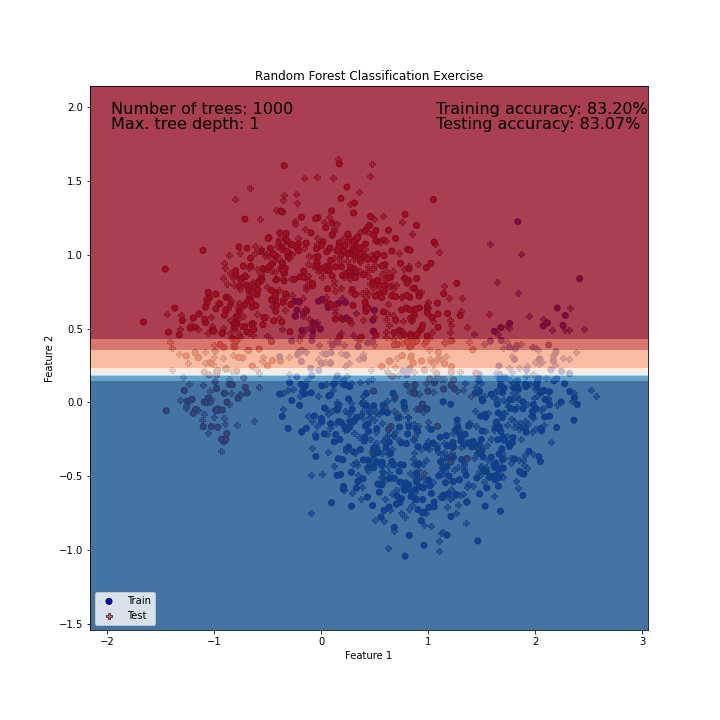 Random Forest Classification Exercise
Number of trees: 1000
Max. tree depth: 1
Training accuracy: 83.20%
Testing accuracy: 83.07%
2.0
1.5
1.0
0.5
0.0
−0.5
−1.0
−1.5
Feature 2
Train
Test
−2
−1
0
1
2
3
Feature 1